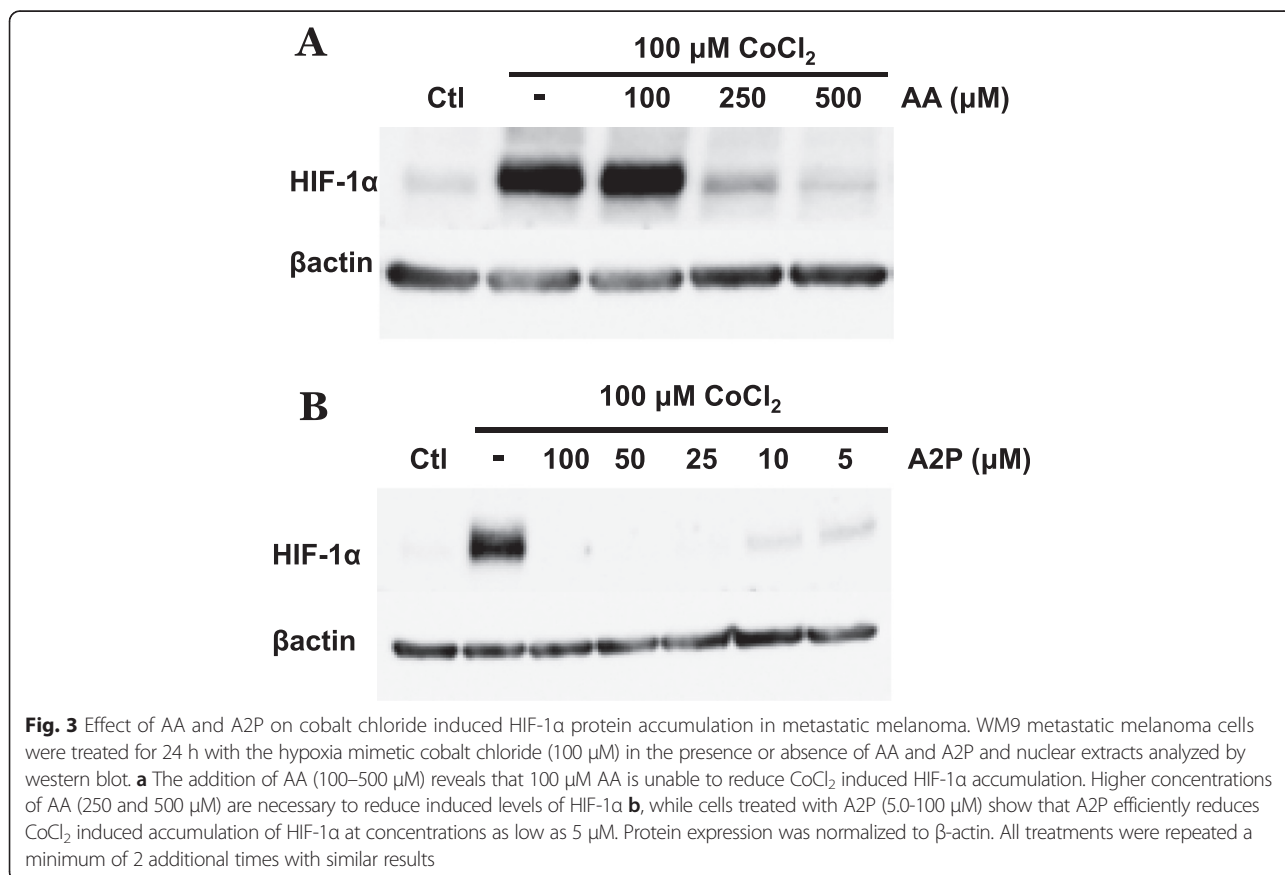 A
100 µM CoCl₂
Ctl - 100 250 500 AA (µM)
HIF-1α
βactin
B
100 µM CoCl₂
Ctl - 100 50 25 10 5 A2P (µM)
HIF-1α
βactin
Fig. 3 Effect of AA and A2P on cobalt chloride induced HIF-1α protein accumulation in metastatic melanoma. WM9 metastatic melanoma cells
were treated for 24 h with the hypoxia mimetic cobalt chloride (100 μM) in the presence or absence of AA and A2P and nuclear extracts analyzed by
western blot. a The addition of AA (100–500 μM) reveals that 100 μM AA is unable to reduce CoCl₂ induced HIF-1α accumulation. Higher concentrations
of AA (250 and 500 μM) are necessary to reduce induced levels of HIF-1α b, while cells treated with A2P (5.0-100 μM) show that A2P efficiently reduces
CoCl₂ induced accumulation of HIF-1α at concentrations as low as 5 μM. Protein expression was normalized to β-actin. All treatments were repeated a
minimum of 2 additional times with similar results